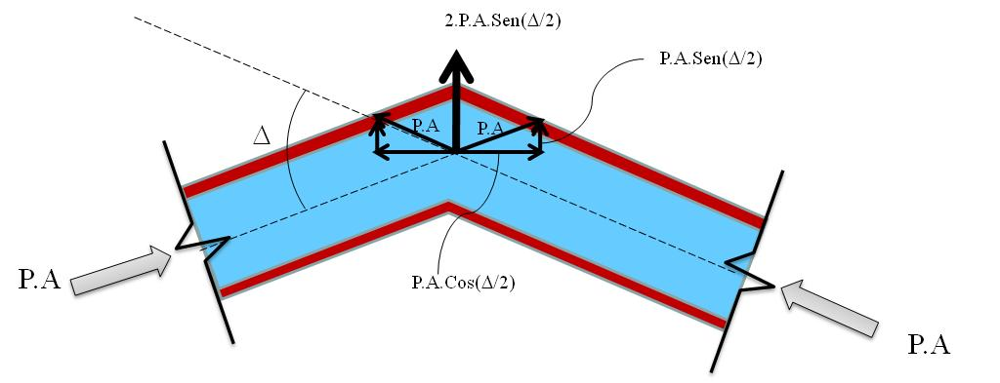 2.P.A.Sen(Δ/2)
P.A.Sen(Δ/2)
P.A
P.A
Δ
P.A
P.A.Cos(Δ/2)
P.A